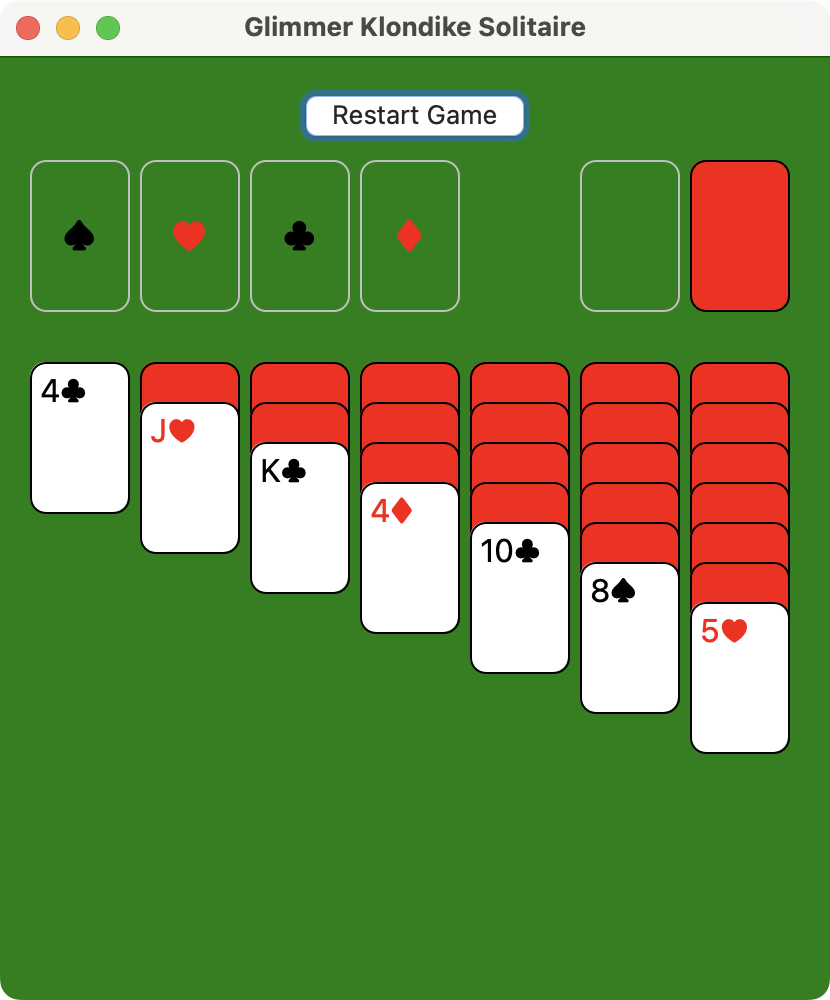 Glimmer Klondike Solitaire
Restart Game
♠ ♥ ♣ ♦
4♣
J♥
K♣
4♦
10♣
8♠
5♥